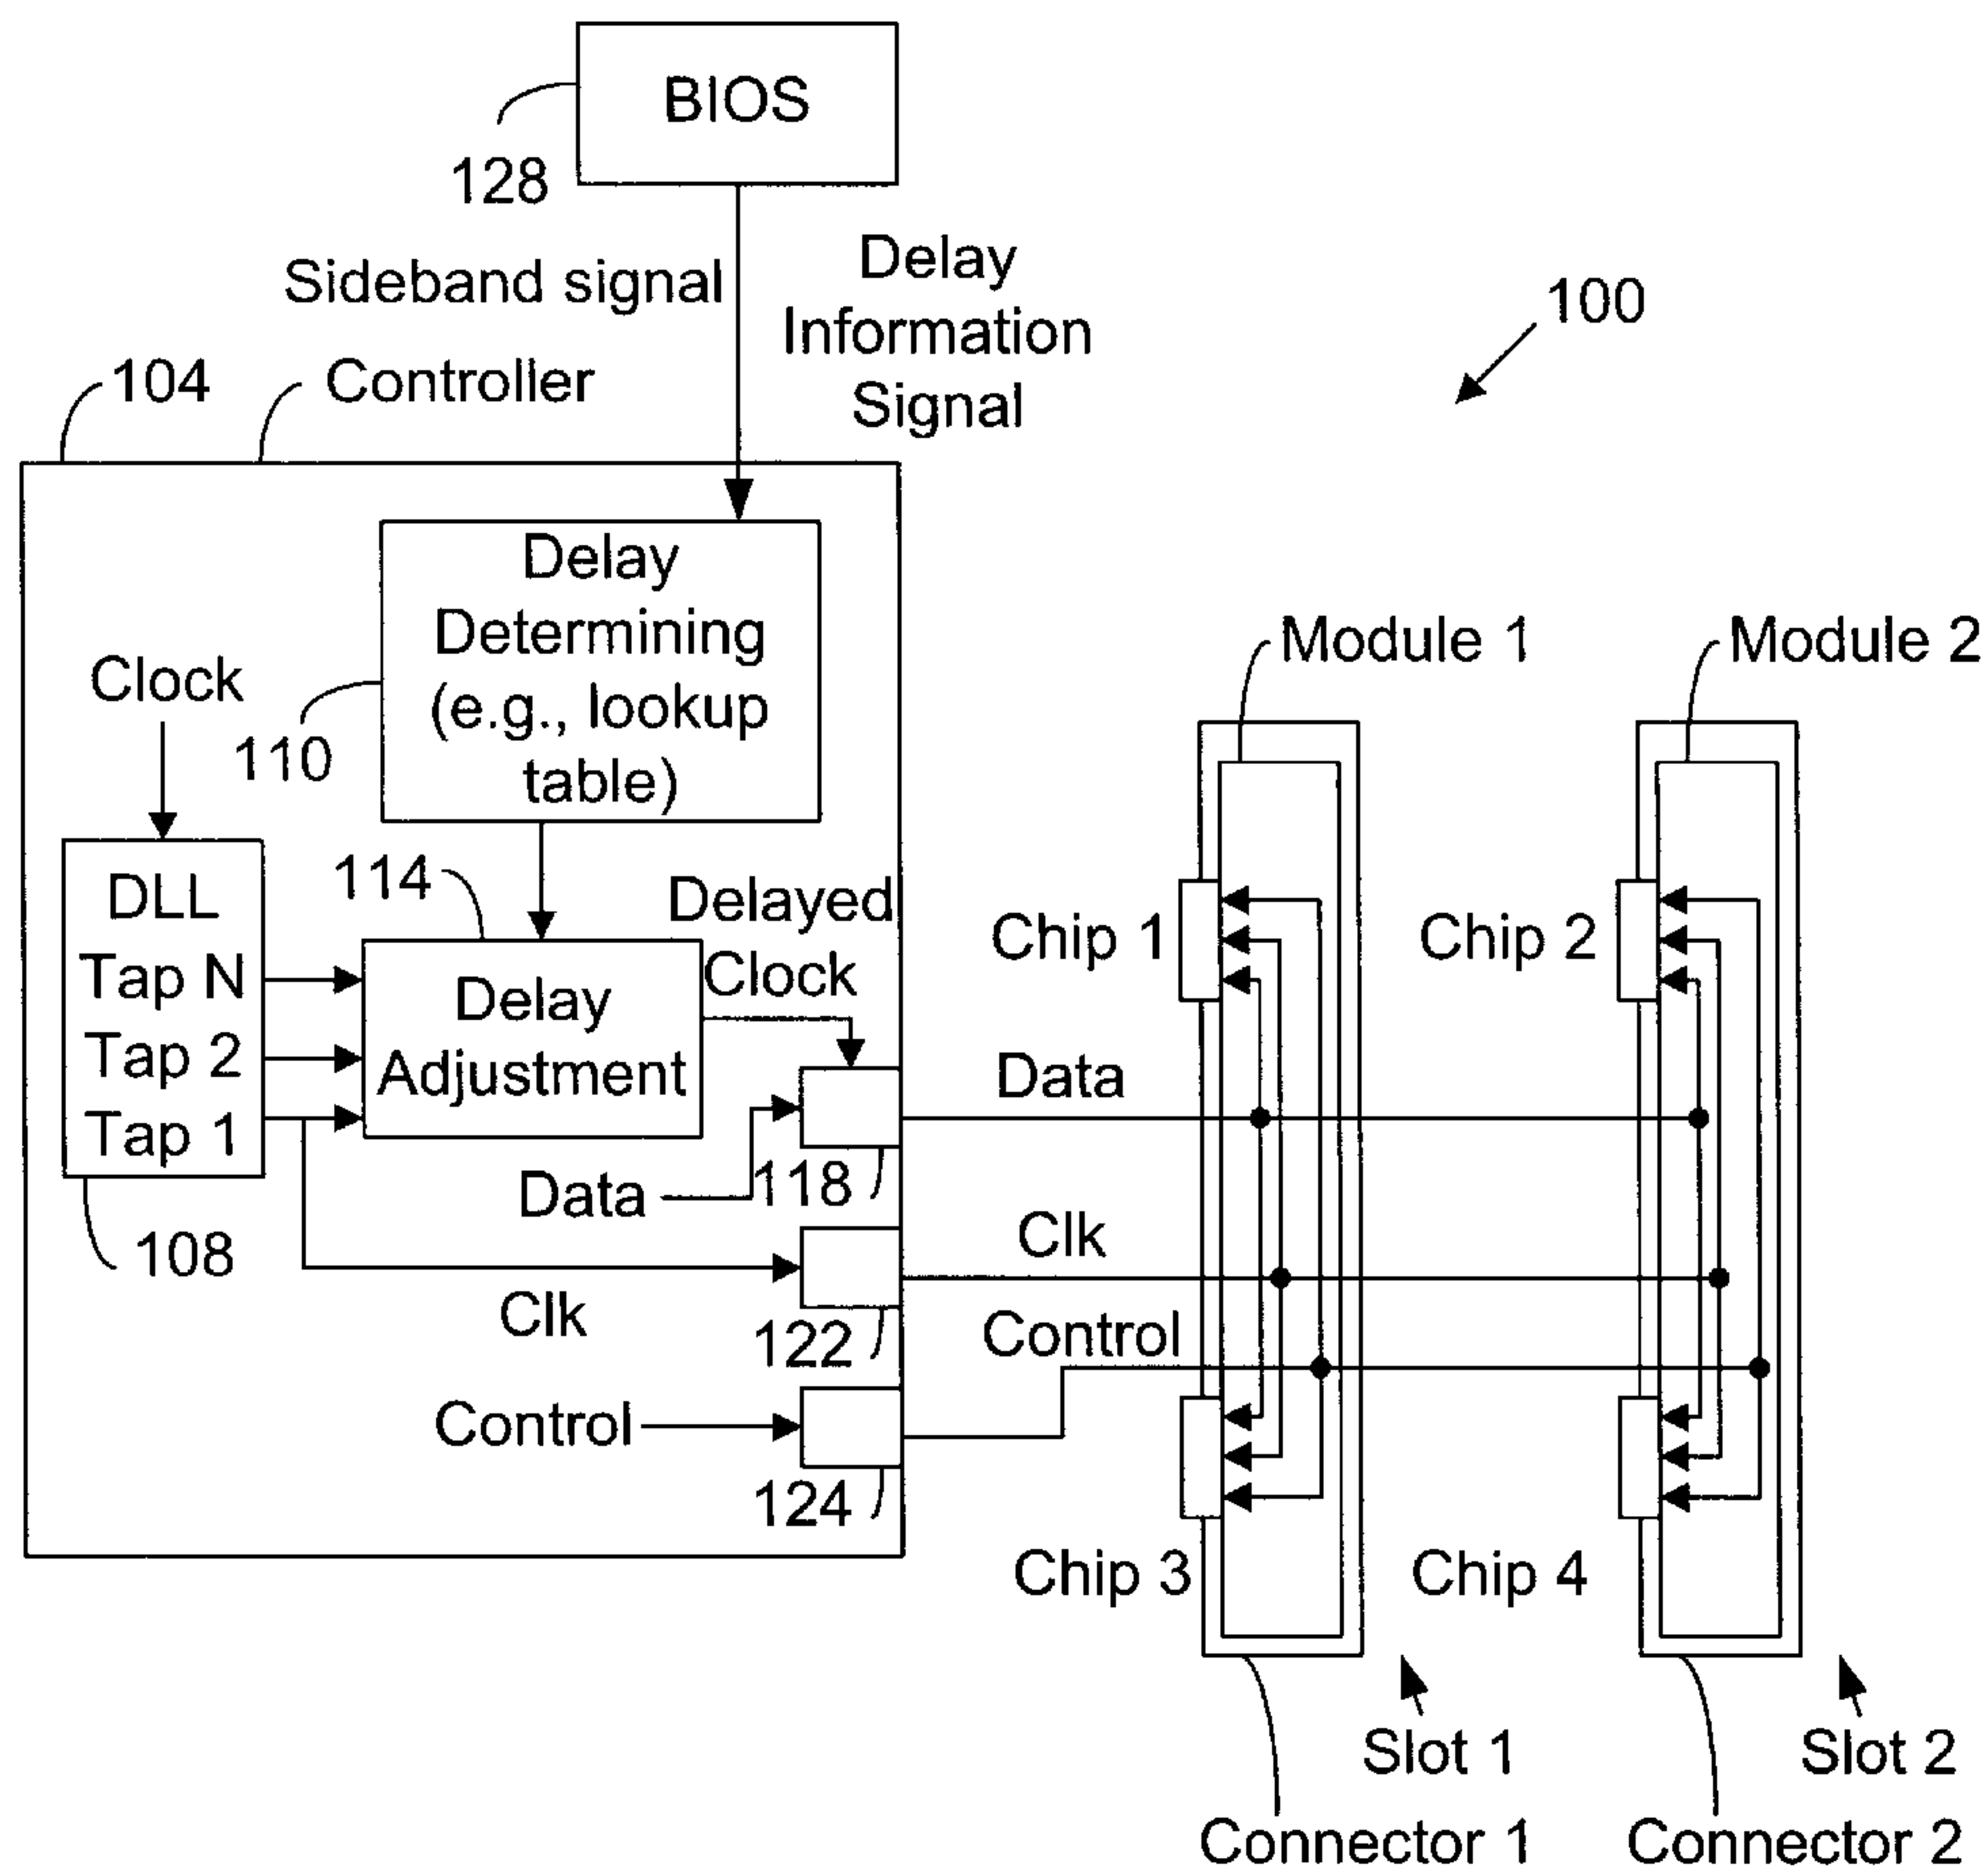 BIOS
128
Sideband signal
Delay
Information
Signal
100
104
Controller
Delay
Determining
(e.g., lookup
table)
110
Clock
DLL
Tap N
Tap 2
Tap 1
108
114
Delay
Adjustment
Delayed
Clock
Data
118
Clk
122
Control
124
Data
Clk
Control
Module 1
Module 2
Chip 1
Chip 2
Chip 3
Chip 4
Slot 1
Slot 2
Connector 1
Connector 2